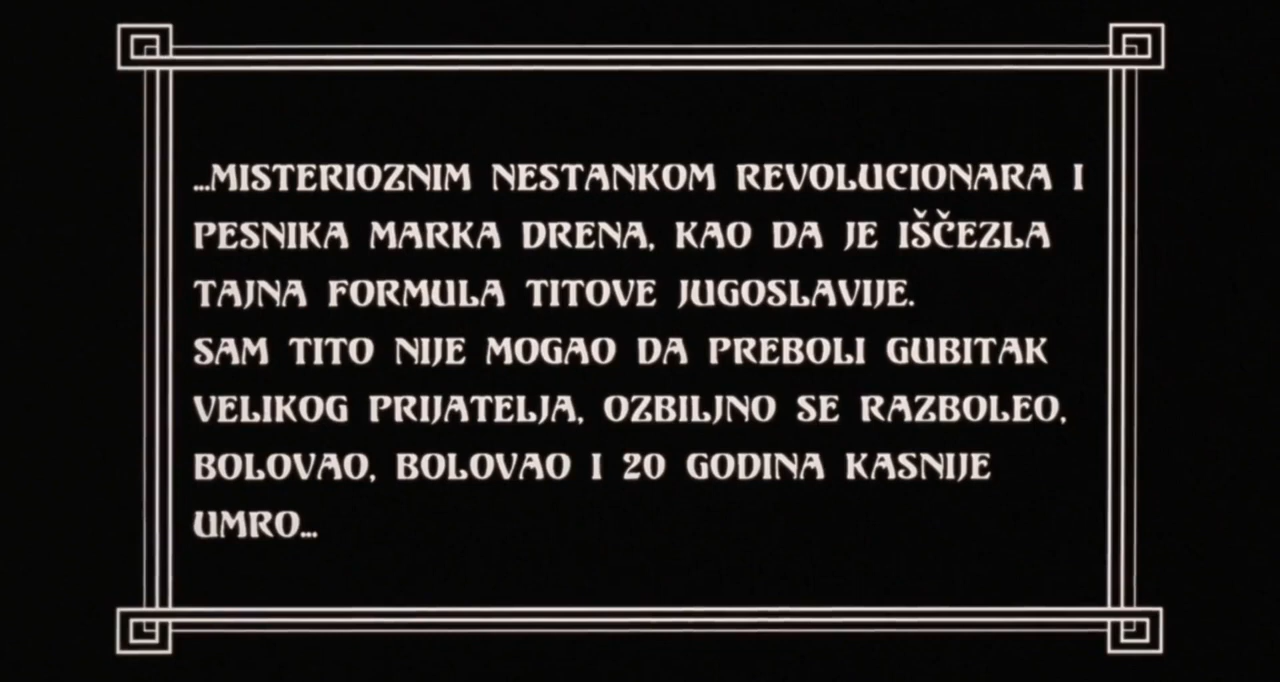 ...MISTERIOZNIM NESTANKOM REVOLUCIONARA I
PESNIKA MARKA DRENA, KAO DA JE IŠČEZLA
TAJNA FORMULA TITOVE JUGOSLAVIJE.
SAM TITO NIJE MOGAO DA PREBOLI GUBITAK
VELIKOG PRIJATELJA, OZBILJNO SE RAZBOLEO,
BOLOVAO, BOLOVAO I 20 GODINA KASNIJE
UMRO...